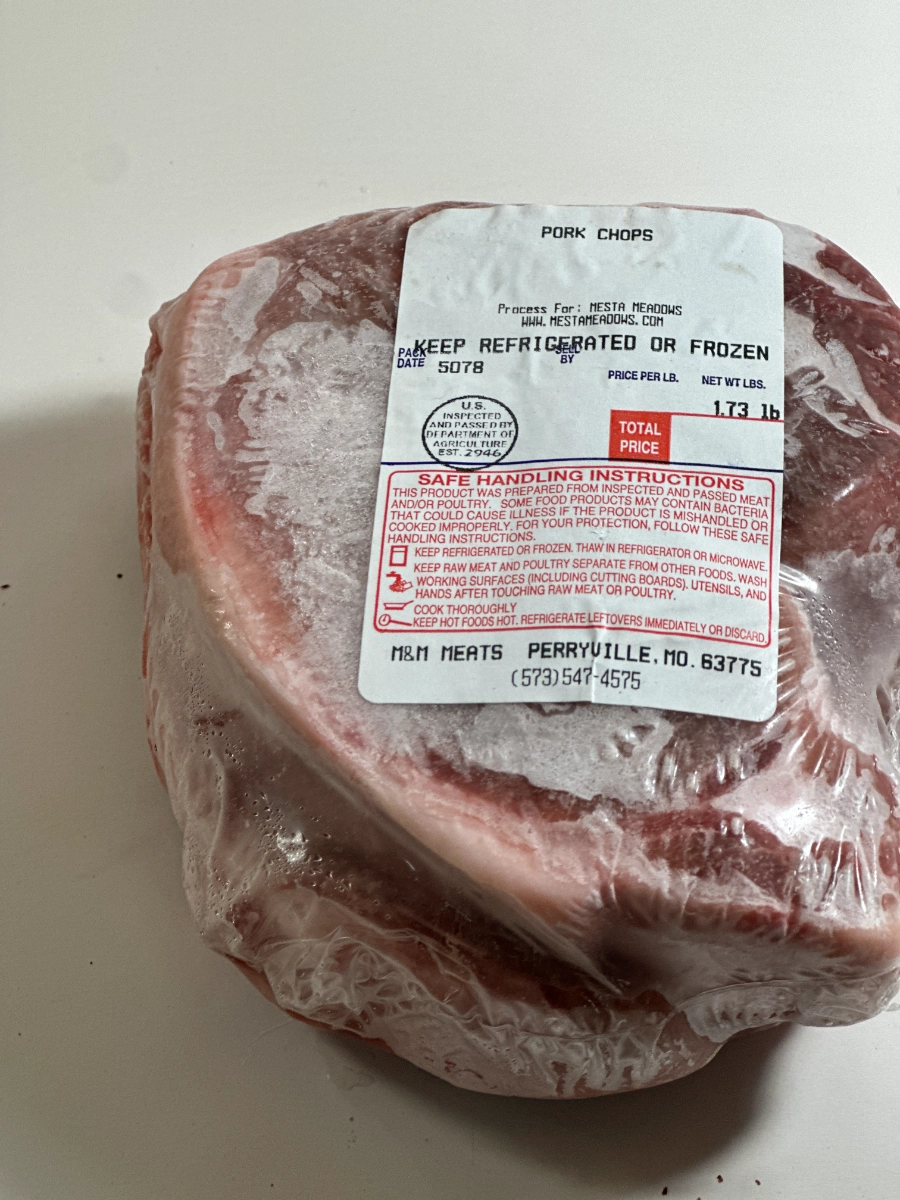 PORK CHOPS
Process For: MESTA MEADOWS
WWW. MESTAMEADOWS. COM
KEEP REFRIGERATED OR FROZEN
PACK DATE
5078
SELL BY
PRICE PER LB.
NET WT LBS.
1.73 lb
U.S.
INSPECTED
AND PASSED BY
DEPARTMENT OF
AGRICULTURE
EST. 2946
TOTAL
PRICE
SAFE HANDLING INSTRUCTIONS
THIS PRODUCT WAS PREPARED FROM INSPECTED AND PASSED MEAT
AND/OR POULTRY. SOME FOOD PRODUCTS MAY CONTAIN BACTERIA
THAT COULD CAUSE ILLNESS IF THE PRODUCT IS MISHANDLED OR
COOKED IMPROPERLY. FOR YOUR PROTECTION, FOLLOW THESE SAFE
HANDLING INSTRUCTIONS.
KEEP REFRIGERATED OR FROZEN. THAW IN REFRIGERATOR OR MICROWAVE.
KEEP RAW MEAT AND POULTRY SEPARATE FROM OTHER FOODS. WASH
WORKING SURFACES (INCLUDING CUTTING BOARDS), UTENSILS, AND
HANDS AFTER TOUCHING RAW MEAT OR POULTRY.
COOK THOROUGHLY
KEEP HOT FOODS HOT. REFRIGERATE LEFTOVERS IMMEDIATELY OR DISCARD.
M&M MEATS PERRYVILLE, MO. 63775
(573)547-4575